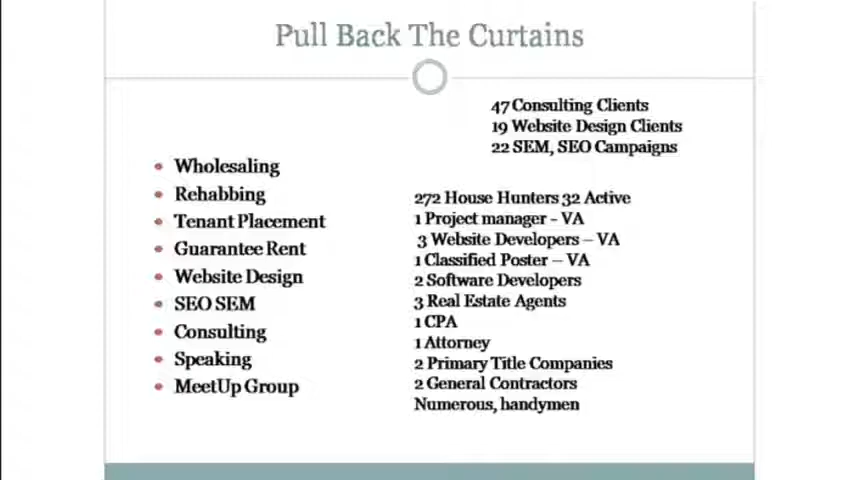 Pull Back The Curtains
47 Consulting Clients
19 Website Design Clients
22 SEM, SEO Campaigns
Wholesaling
Rehabbing
Tenant Placement
Guarantee Rent
Website Design
SEO SEM
Consulting
Speaking
MeetUp Group
272 House Hunters 32 Active
1 Project manager - VA
3 Website Developers – VA
1 Classified Poster – VA
2 Software Developers
3 Real Estate Agents
1 CPA
1 Attorney
2 Primary Title Companies
2 General Contractors
Numerous, handymen